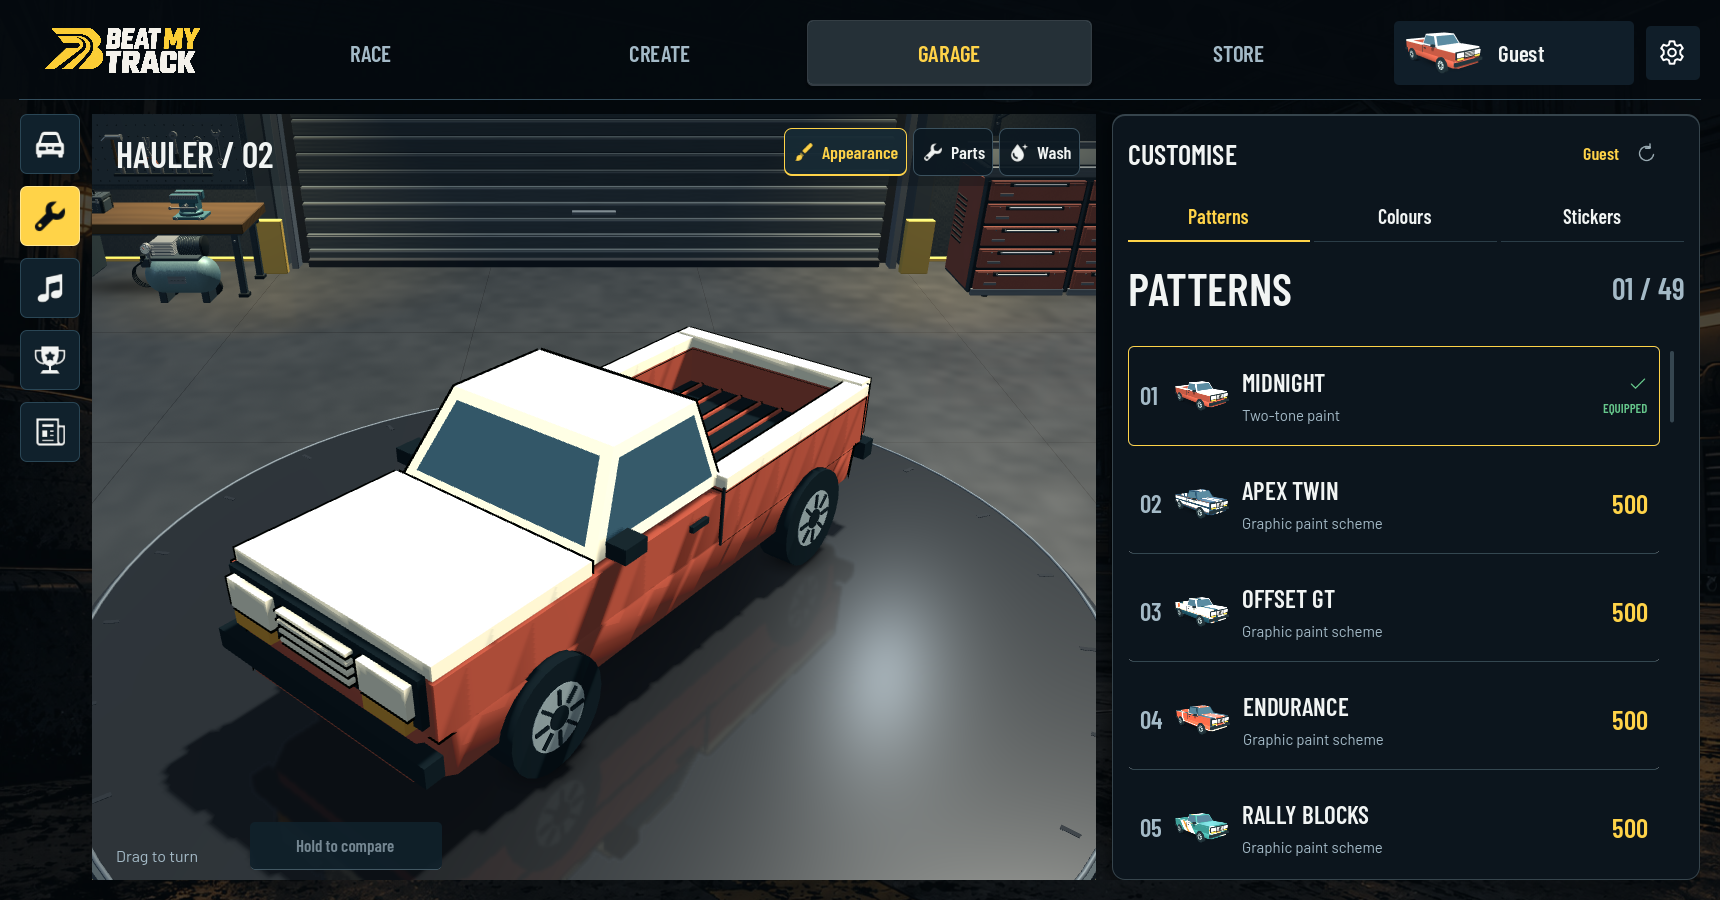 BEAT MY
TRACK
RACE
CREATE
GARAGE
STORE
Guest
HAULER / 02
Appearance
Parts
Wash
Drag to turn
Hold to compare
CUSTOMISE
Guest
Patterns
Colours
Stickers
PATTERNS
01 / 49
01
MIDNIGHT
Two-tone paint
EQUIPPED
02
APEX TWIN
Graphic paint scheme
500
03
OFFSET GT
Graphic paint scheme
500
04
ENDURANCE
Graphic paint scheme
500
05
RALLY BLOCKS
Graphic paint scheme
500